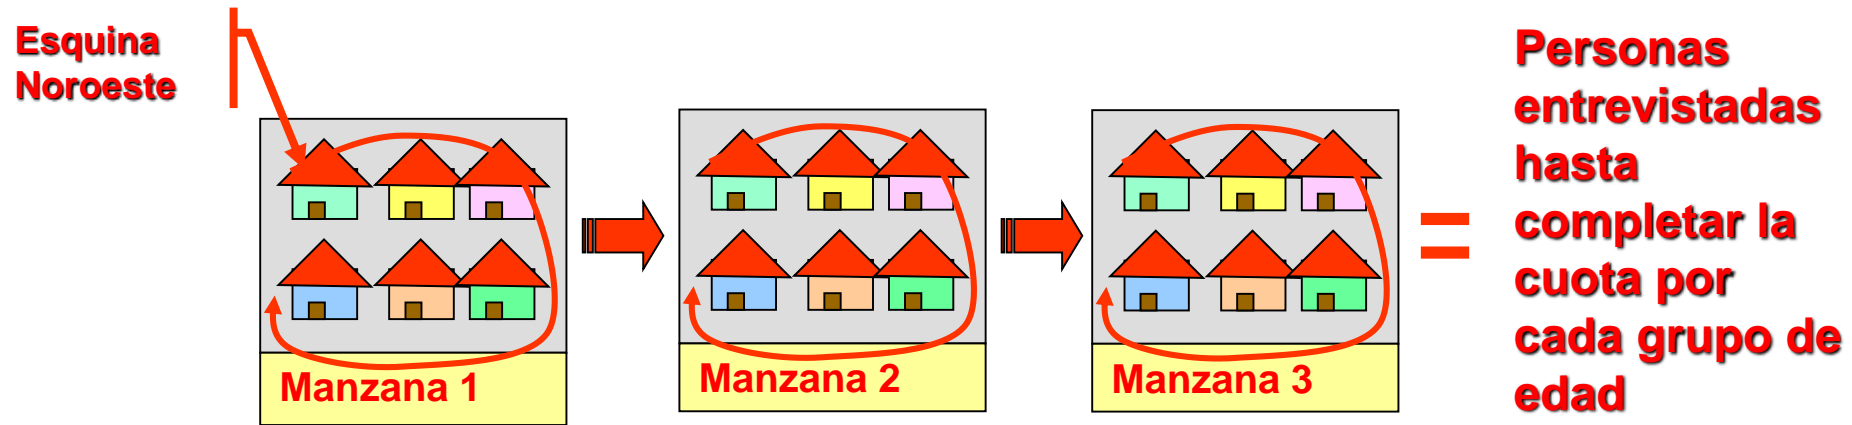 Esquina
Noroeste
Manzana 1
Manzana 2
Manzana 3
=
Personas
entrevistadas
hasta
completar la
cuota por
cada grupo de
edad